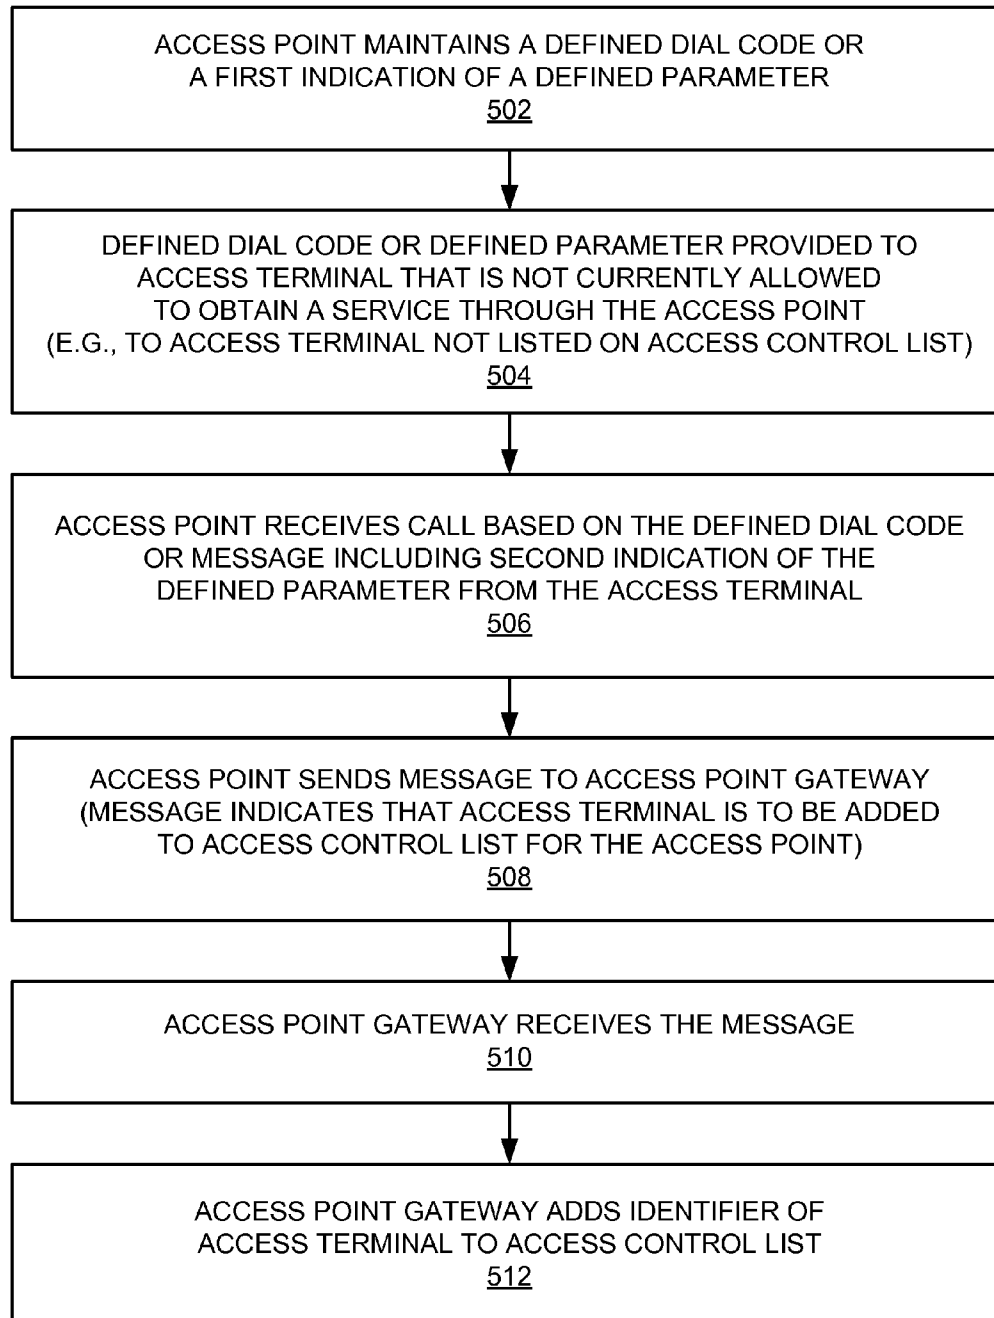 ACCESS POINT MAINTAINS A DEFINED DIAL CODE OR
A FIRST INDICATION OF A DEFINED PARAMETER
502
DEFINED DIAL CODE OR DEFINED PARAMETER PROVIDED TO
ACCESS TERMINAL THAT IS NOT CURRENTLY ALLOWED
TO OBTAIN A SERVICE THROUGH THE ACCESS POINT
(E.G., TO ACCESS TERMINAL NOT LISTED ON ACCESS CONTROL LIST)
504
ACCESS POINT RECEIVES CALL BASED ON THE DEFINED DIAL CODE
OR MESSAGE INCLUDING SECOND INDICATION OF THE
DEFINED PARAMETER FROM THE ACCESS TERMINAL
506
ACCESS POINT SENDS MESSAGE TO ACCESS POINT GATEWAY
(MESSAGE INDICATES THAT ACCESS TERMINAL IS TO BE ADDED
TO ACCESS CONTROL LIST FOR THE ACCESS POINT)
508
ACCESS POINT GATEWAY RECEIVES THE MESSAGE
510
ACCESS POINT GATEWAY ADDS IDENTIFIER OF
ACCESS TERMINAL TO ACCESS CONTROL LIST
512